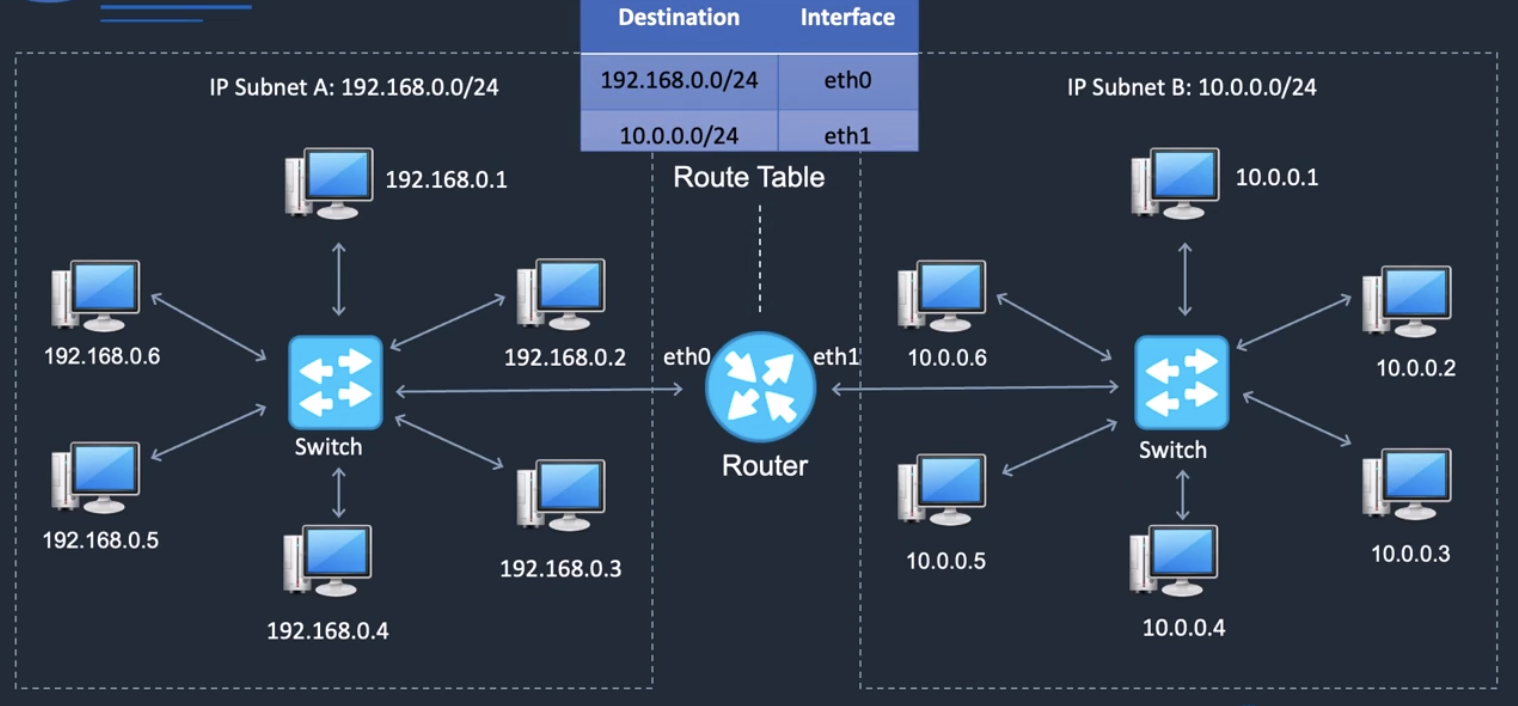 Destination Interface
192.168.0.0/24 eth0
10.0.0.0/24 eth1
Route Table
IP Subnet A: 192.168.0.0/24
192.168.0.1
192.168.0.6
192.168.0.2
Switch
192.168.0.5
192.168.0.3
192.168.0.4
eth0
eth1
Router
IP Subnet B: 10.0.0.0/24
10.0.0.1
10.0.0.6
10.0.0.2
Switch
10.0.0.5
10.0.0.3
10.0.0.4